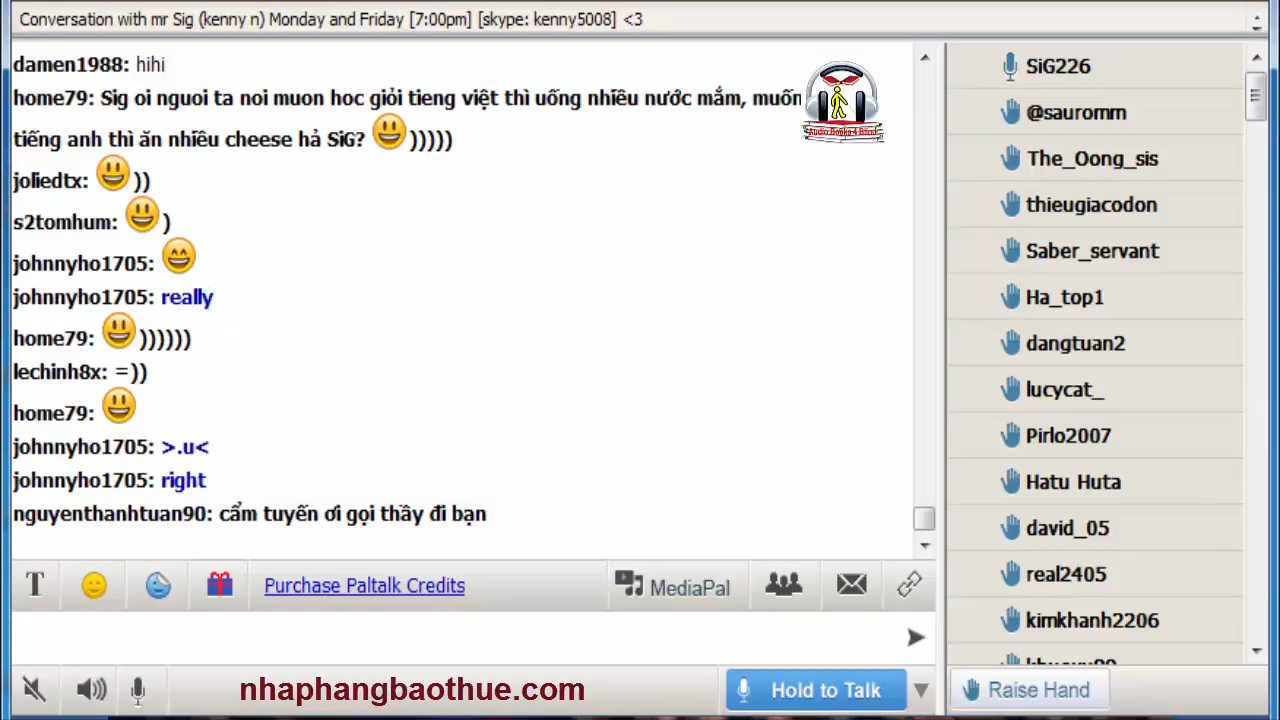 Conversation with mr Sig (kenny n) Monday and Friday [7:00pm] [skype: kenny5008] <3
damen1988: hihi
home79: Sig oi nguoi ta noi muon hoc giỏi tieng việt thì uống nhiều nước mắm, muốn
tiếng anh thì ăn nhiều cheese hả SiG? )))))
joliedtx: ))
s2tomhum: )
johnnyho1705:
johnnyho1705: really
home79: ))))))
lechinh8x: =))
home79:
johnnyho1705: >.u<
johnnyho1705: right
nguyenthanhtuan90: cẩm tuyến ơi gọi thầy đi bạn
Audio Books 4 Blind
SiG226
@sauromm
The_Oong_sis
thieugiacodon
Saber_servant
Ha_top1
dangtuan2
lucycat_
Pirlo2007
Hatu Huta
david_05
real2405
kimkhanh2206
T
Purchase Paltalk Credits
MediaPal
nhaphangbaothue.com
Hold to Talk
Raise Hand